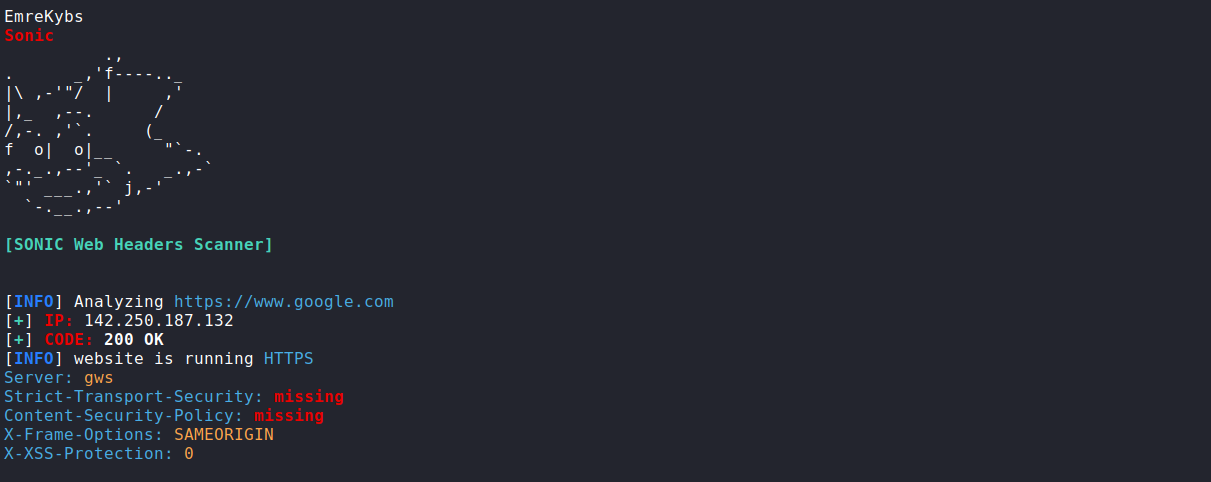 EmreKybs
Sonic
          .,
.      _,'f----.._
|\ ,-'"/  |     ,'
|,_  ,--.      /
/,-. ,'`.     (_
f  o|  o|__     "`-.
,-._.,--'_ `.   _.,-`
`"' ___.,'` j,-'
  `-.__.,--'
[SONIC Web Headers Scanner]
[INFO] Analyzing https://www.google.com
[+] IP: 142.250.187.132
[+] CODE: 200 OK
[INFO] website is running HTTPS
Server: gws
Strict-Transport-Security: missing
Content-Security-Policy: missing
X-Frame-Options: SAMEORIGIN
X-XSS-Protection: 0